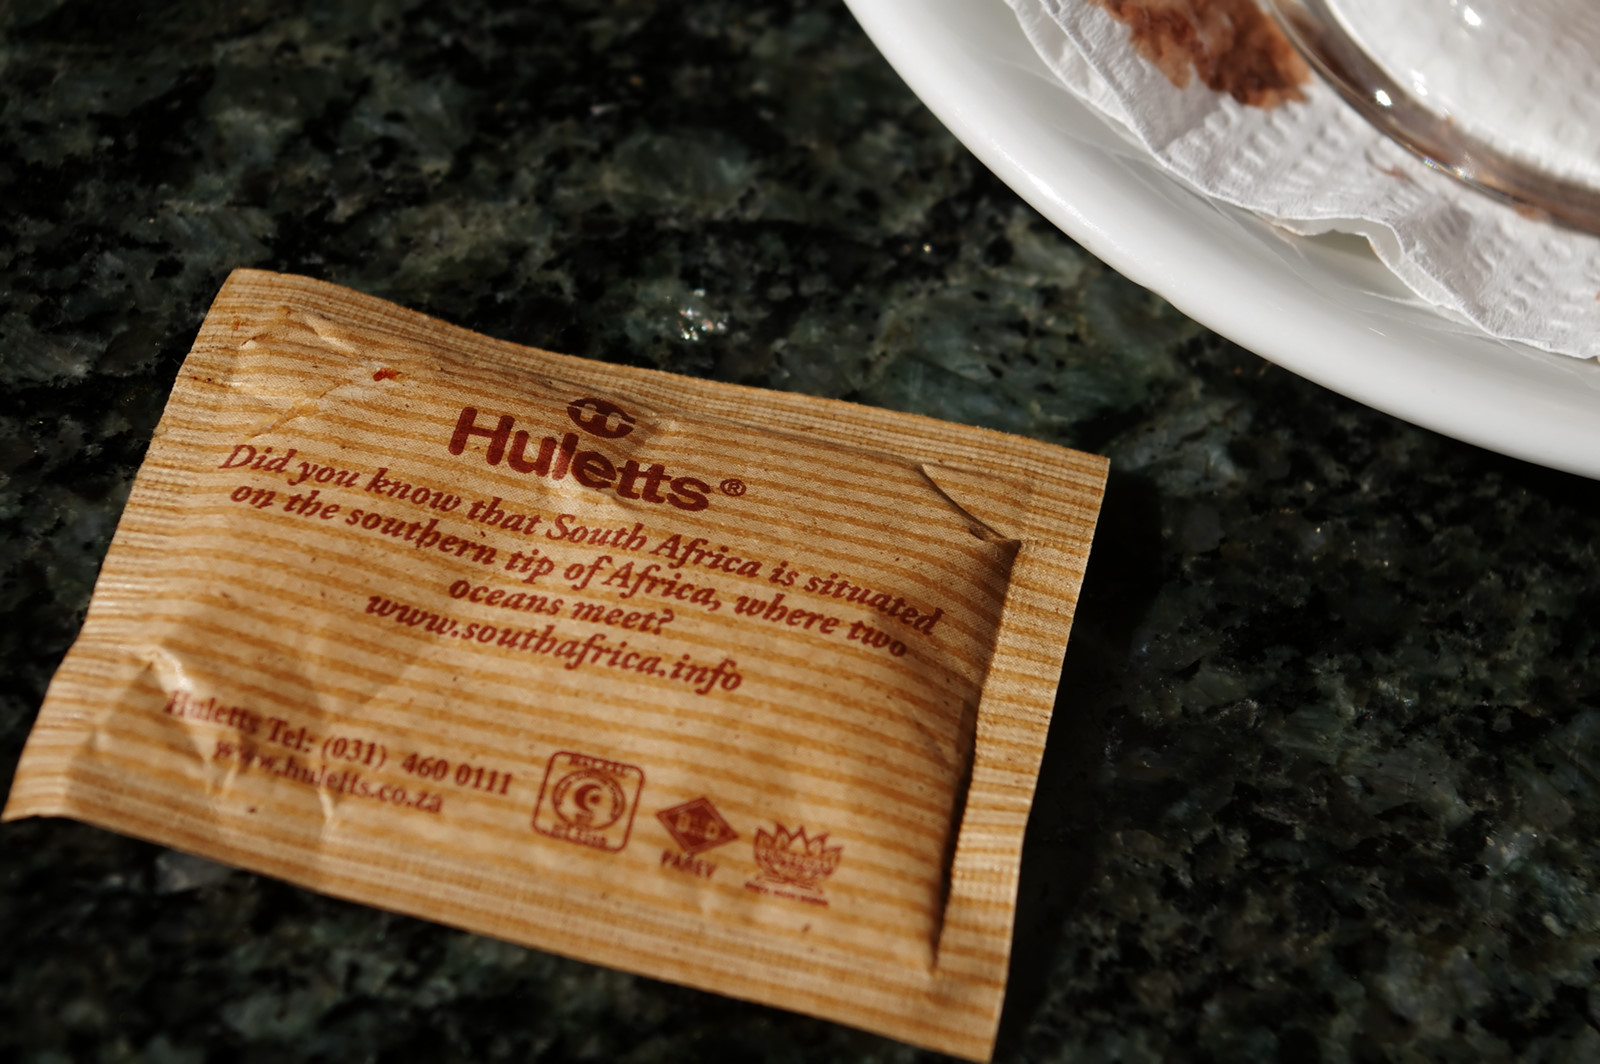 Huletts®
Did you know that South Africa is situated
on the southern tip of Africa, where two
oceans meet?
www.southafrica.info
Huletts Tel: (031) 460 0111
www.huletts.co.za
PAREV